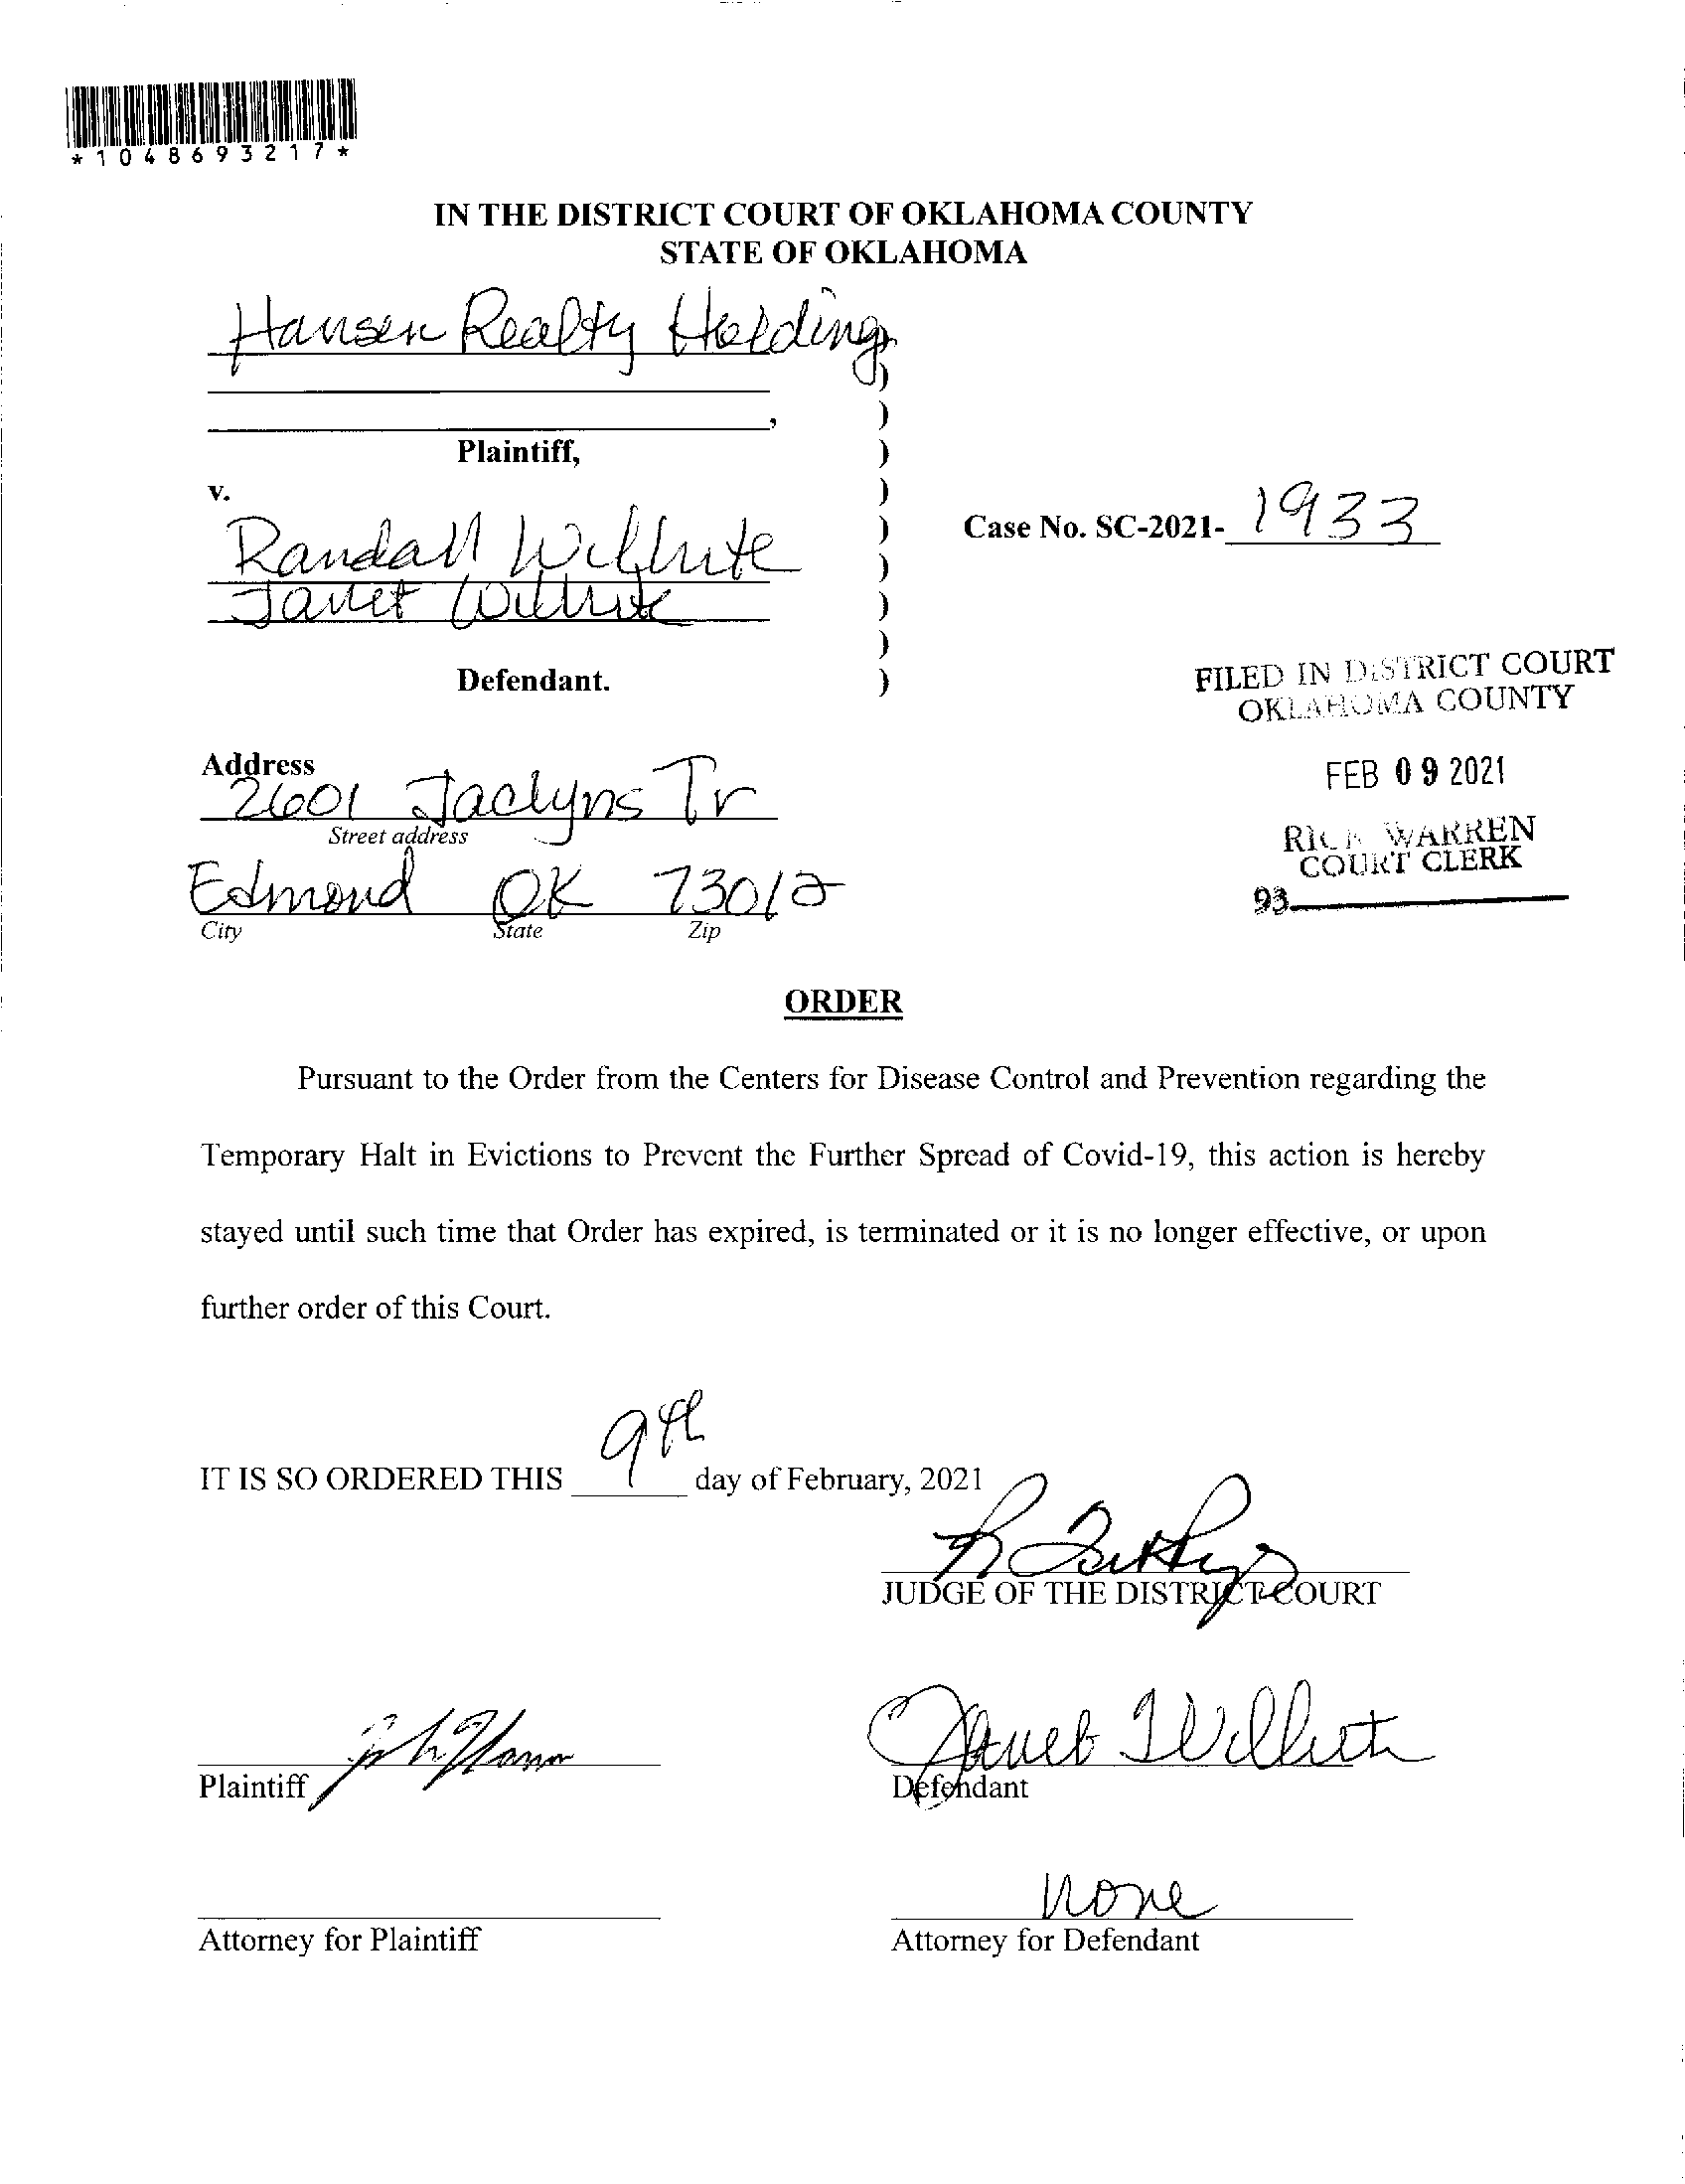 *1048693217*
IN THE DISTRICT COURT OF OKLAHOMA COUNTY
STATE OF OKLAHOMA
Hansen Realty Holdings
)
,
)
Plaintiff,
)
v.
)
Randall Wilhite
)
Case No. SC-2021- 1933
)
Janet Wilhite
)
)
Defendant.
)
FILED IN DISTRICT COURT
OKLAHOMA COUNTY
FEB 09 2021
RICK WARREN
COURT CLERK
93
Address
2601 Jaclyns Tr
Street address
Edmond OK 73012
City State Zip
ORDER
Pursuant to the Order from the Centers for Disease Control and Prevention regarding the
Temporary Halt in Evictions to Prevent the Further Spread of Covid-19, this action is hereby
stayed until such time that Order has expired, is terminated or it is no longer effective, or upon
further order of this Court.
IT IS SO ORDERED THIS 9th day of February, 2021
JUDGE OF THE DISTRICT COURT
Janet Wilhite
Plaintiff
Defendant
none
Attorney for Plaintiff
Attorney for Defendant